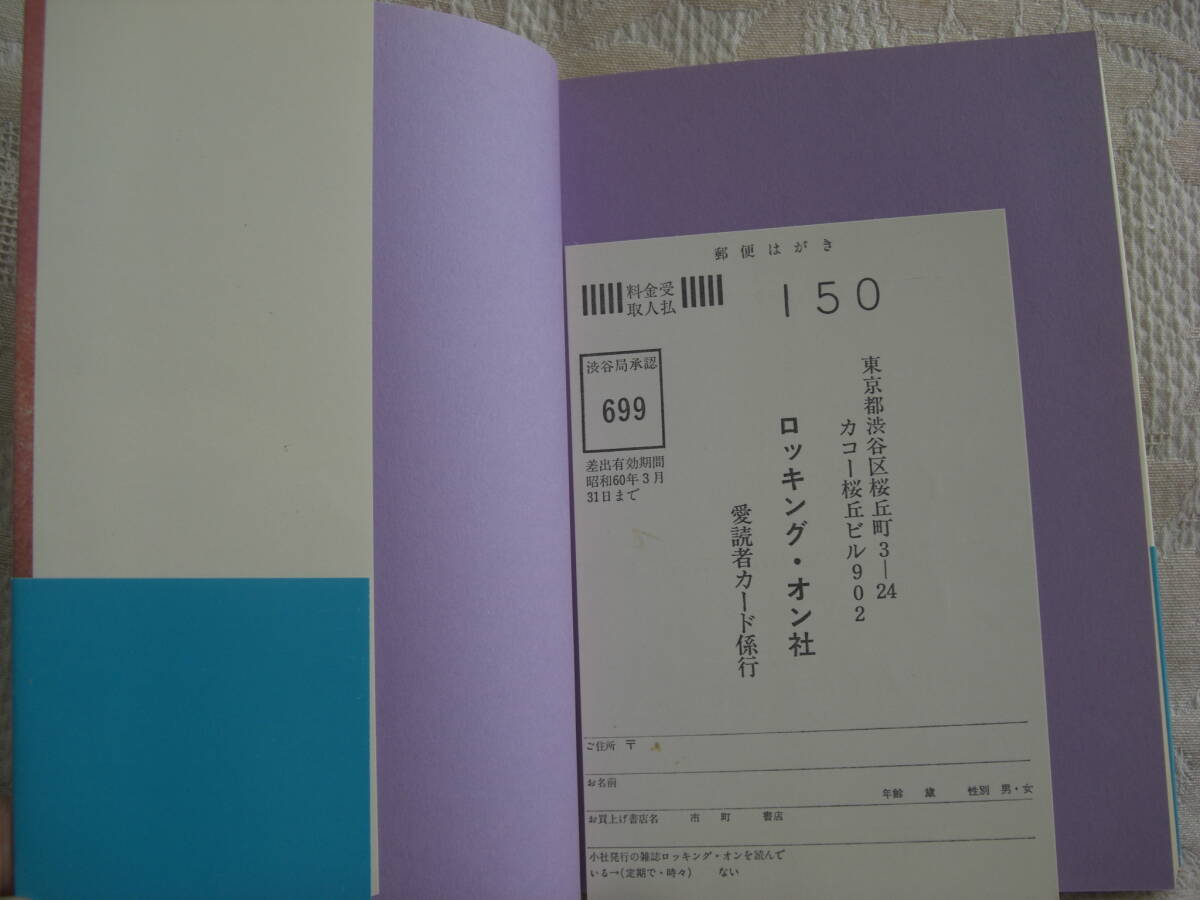 郵便はがき
料金受
取人払
150
渋谷局承認
699
差出有効期間
昭和60年3月
31日まで
東京都渋谷区桜丘町3―24
カコー桜丘ビル902
ロッキング・オン社
愛読者カード係行
ご住所 〒
お名前
年齢 歳 性別 男・女
お買上げ書店名 市 町 書店
小社発行の雑誌ロッキング・オンを読んで
いる→(定期で・時々) ない